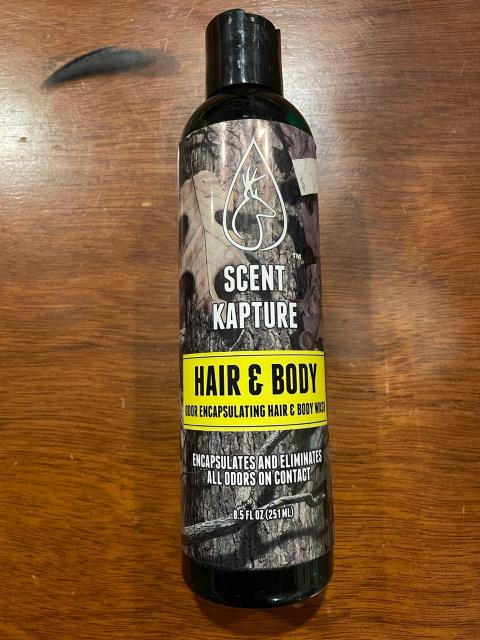 ™
SCENT
KAPTURE
HAIR & BODY
ODOR ENCAPSULATING HAIR & BODY WASH
ENCAPSULATES AND ELIMINATES
ALL ODORS ON CONTACT
8.5 FL OZ (251 ML)